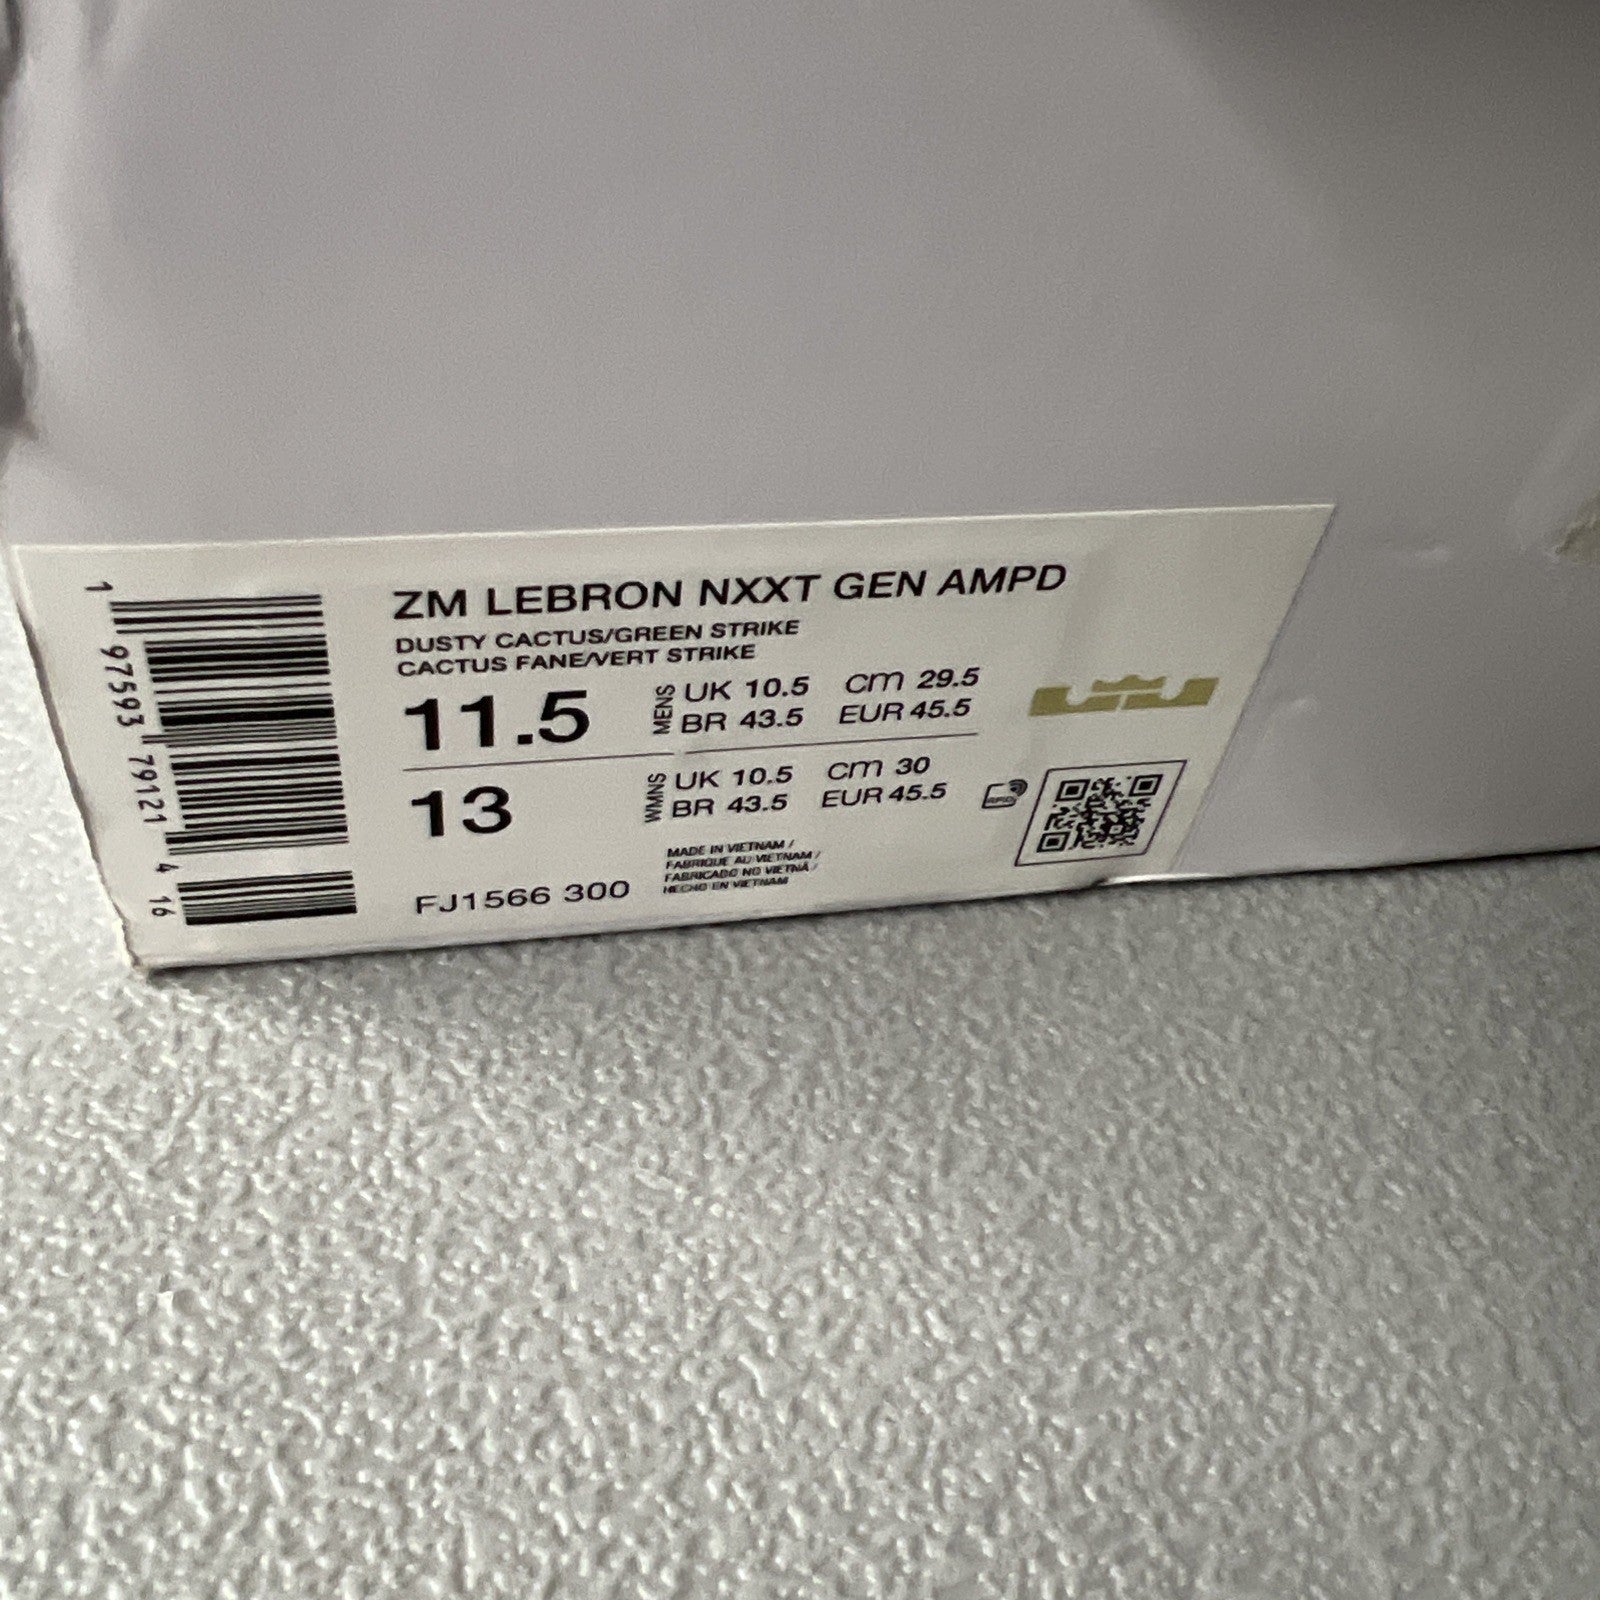 ZM LEBRON NXXT GEN AMPD
DUSTY CACTUS/GREEN STRIKE
CACTUS FANE/VERT STRIKE
11.5 MENS UK 10.5 CM 29.5
BR 43.5 EUR 45.5
13 WMNS UK 10.5 CM 30
BR 43.5 EUR 45.5
MADE IN VIETNAM /
FABRIQUE AU VIETNAM /
FABRICADO NO VIETNÃ /
HECHO EN VIETNAM
FJ1566 300
1 97593 79121 4 16